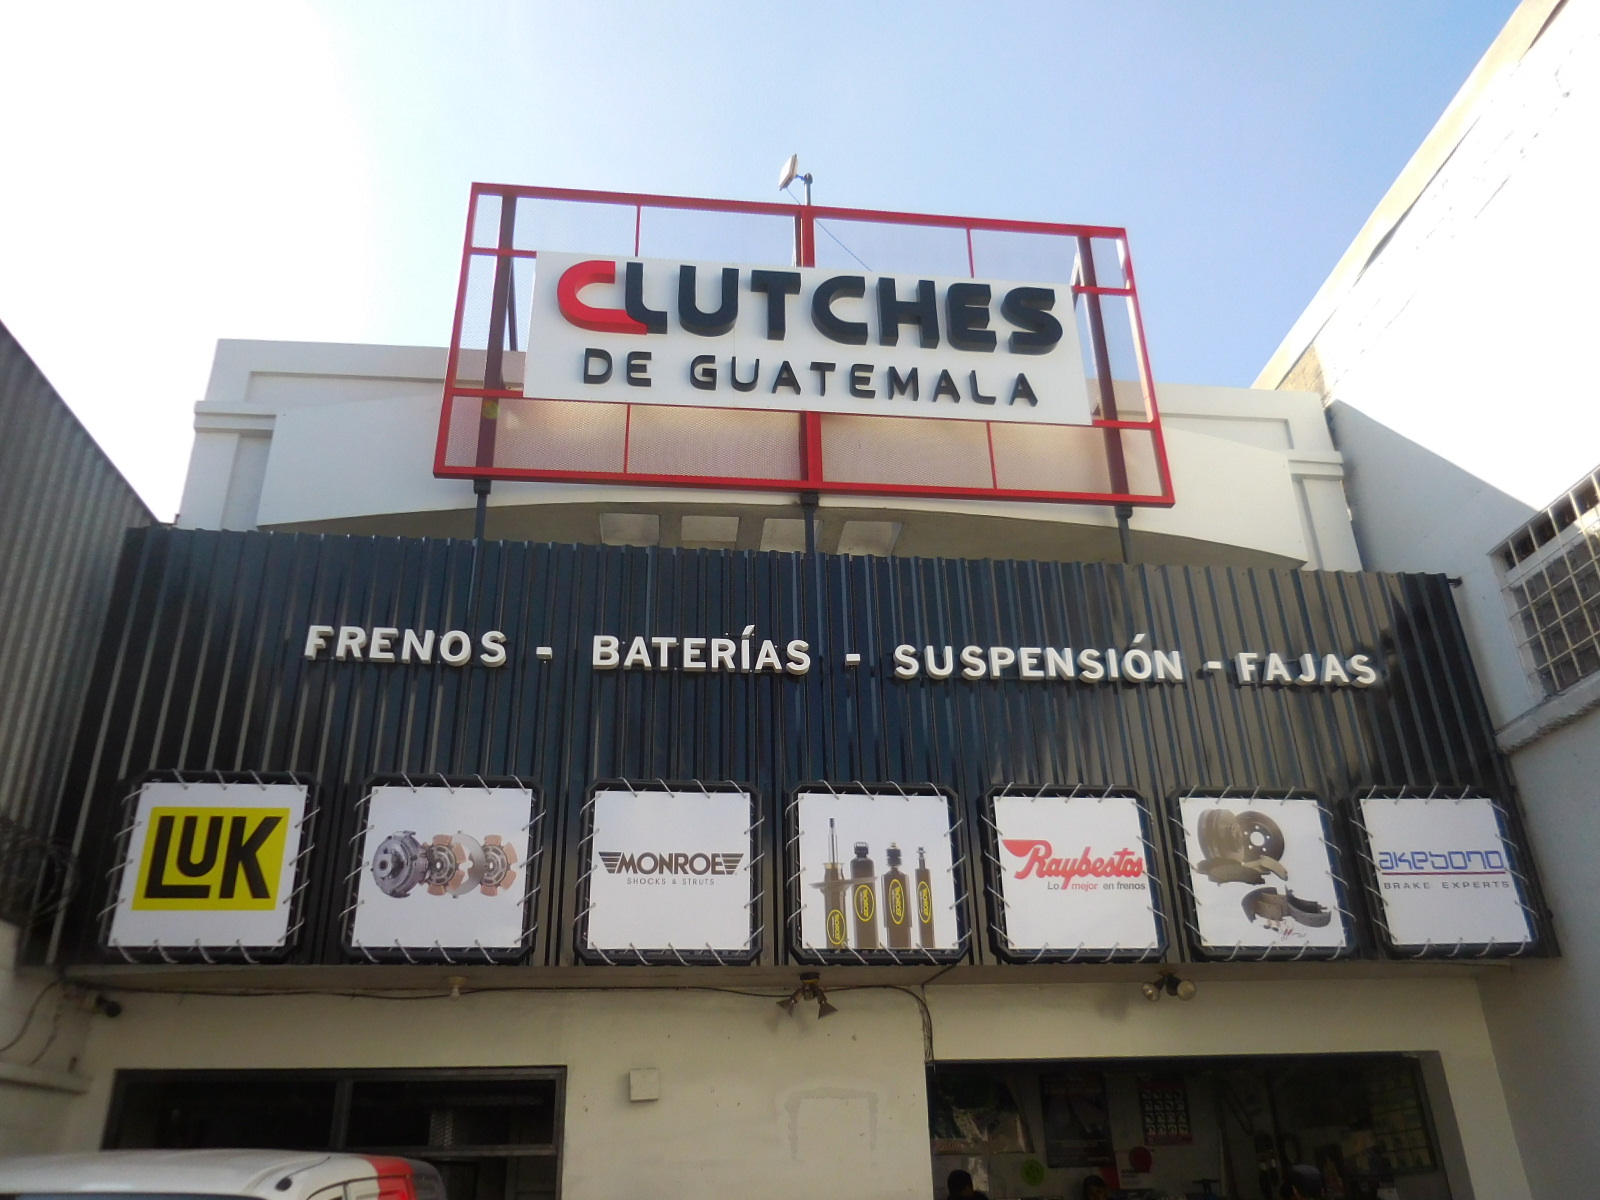 CLUTCHES
DE GUATEMALA
FRENOS - BATERÍAS - SUSPENSIÓN - FAJAS
LUK
MONROE
SHOCKS & STRUTS
Raybestos
Lo mejor en frenos
akebono
BRAKE EXPERTS